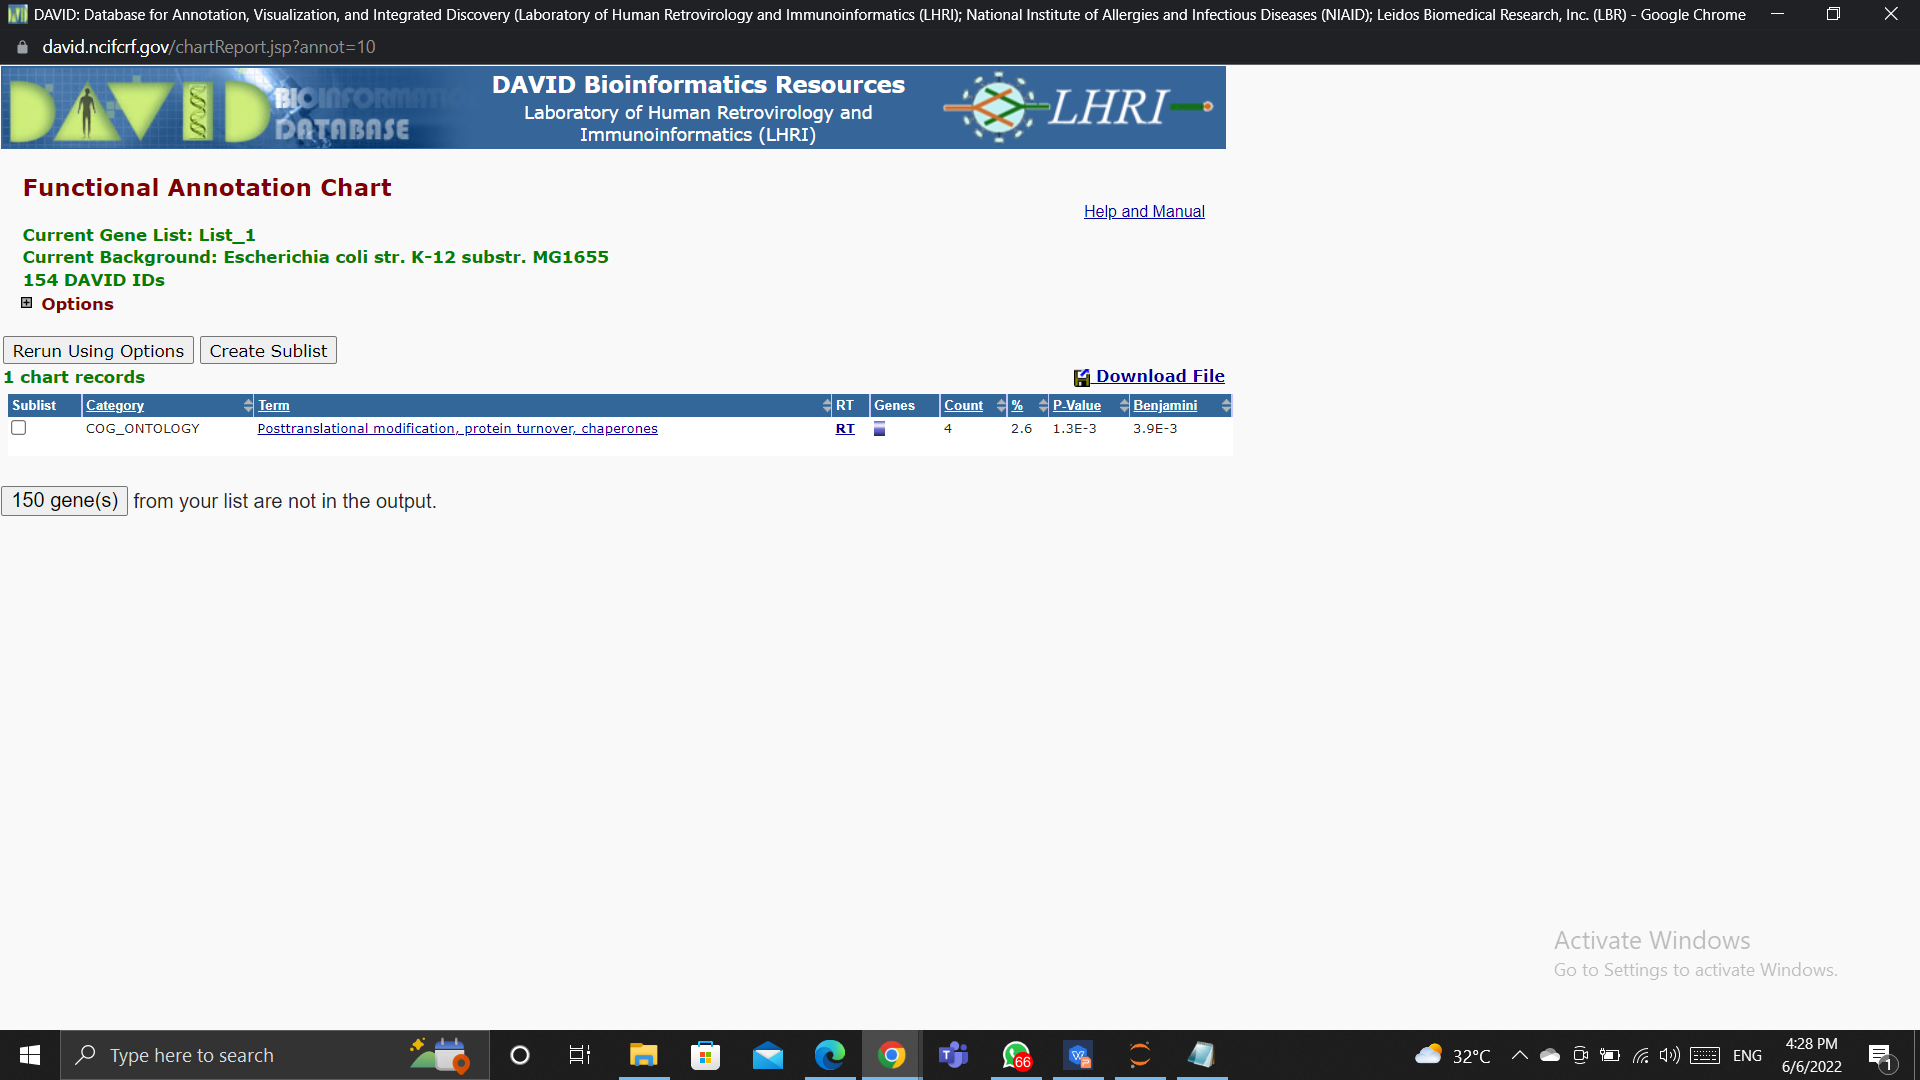 DAVID: Database for Annotation, Visualization, and Integrated Discovery (Laboratory of Human Retrovirology and Immunoinformatics (LHRI); National Institute of Allergies and Infectious Diseases (NIAID); Leidos Biomedical Research, Inc. (LBR) - Google Chrome
david.ncifcrf.gov/chartReport.jsp?annot=10
DAVID BIOINFORMATICS DATABASE
DAVID Bioinformatics Resources
Laboratory of Human Retrovirology and
Immunoinformatics (LHRI)
LHRI
Functional Annotation Chart
Help and Manual
Current Gene List: List_1
Current Background: Escherichia coli str. K-12 substr. MG1655
154 DAVID IDs
Options
Rerun Using Options Create Sublist
1 chart records Download File
Sublist Category Term RT Genes Count % P-Value Benjamini
COG_ONTOLOGY Posttranslational modification, protein turnover, chaperones RT 4 2.6 1.3E-3 3.9E-3
150 gene(s) from your list are not in the output.
Activate Windows
Go to Settings to activate Windows.
Type here to search 66 32°C ENG 4:28 PM
6/6/2022 1